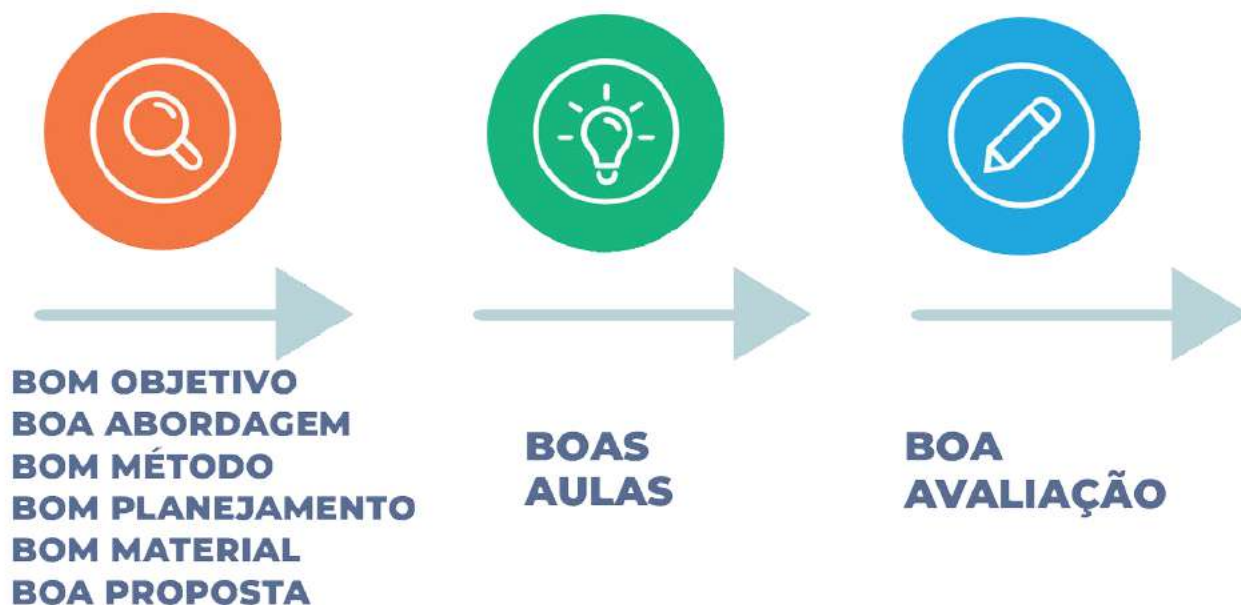 BOM OBJETIVO
BOA ABORDAGEM
BOM MÉTODO
BOM PLANEJAMENTO
BOM MATERIAL
BOA PROPOSTA
BOAS
AULAS
BOA
AVALIAÇÃO